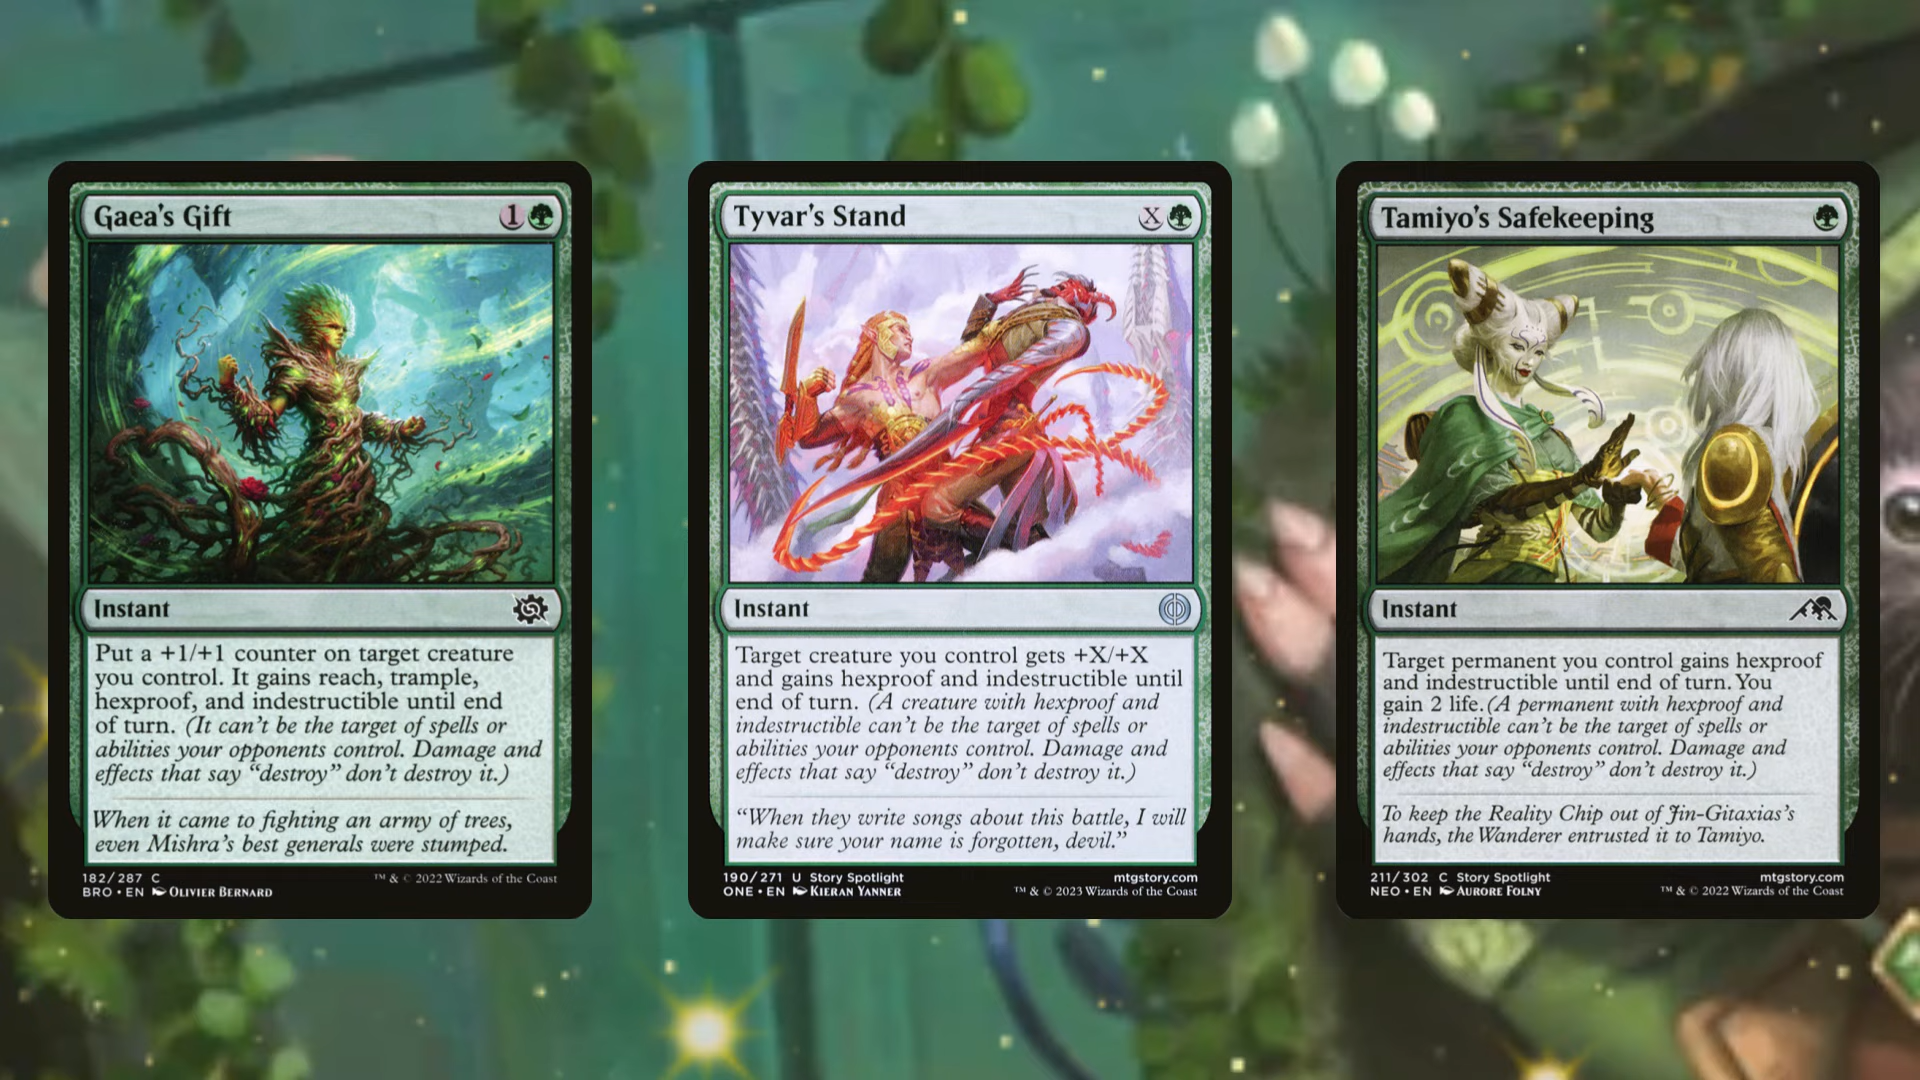 Gaea's Gift
1
Instant
Put a +1/+1 counter on target creature
you control. It gains reach, trample,
hexproof, and indestructible until end
of turn. (It can't be the target of spells or
abilities your opponents control. Damage and
effects that say "destroy" don't destroy it.)
When it came to fighting an army of trees,
even Mishra's best generals were stumped.
182/287 C
BRO • EN OLIVIER BERNARD
™ & © 2022 Wizards of the Coast
Tyvar's Stand
X
Instant
Target creature you control gets +X/+X
and gains hexproof and indestructible until
end of turn. (A creature with hexproof and
indestructible can't be the target of spells or
abilities your opponents control. Damage and
effects that say "destroy" don't destroy it.)
"When they write songs about this battle, I will
make sure your name is forgotten, devil."
190/271 U Story Spotlight
mtgstory.com
ONE • EN KIERAN YANNER
™ & © 2023 Wizards of the Coast
Tamiyo's Safekeeping
Instant
Target permanent you control gains hexproof
and indestructible until end of turn. You
gain 2 life. (A permanent with hexproof and
indestructible can't be the target of spells or
abilities your opponents control. Damage and
effects that say "destroy" don't destroy it.)
To keep the Reality Chip out of Jin-Gitaxias's
hands, the Wanderer entrusted it to Tamiyo.
211/302 C Story Spotlight
mtgstory.com
NEO • EN AURORE FOLNY
™ & © 2022 Wizards of the Coast